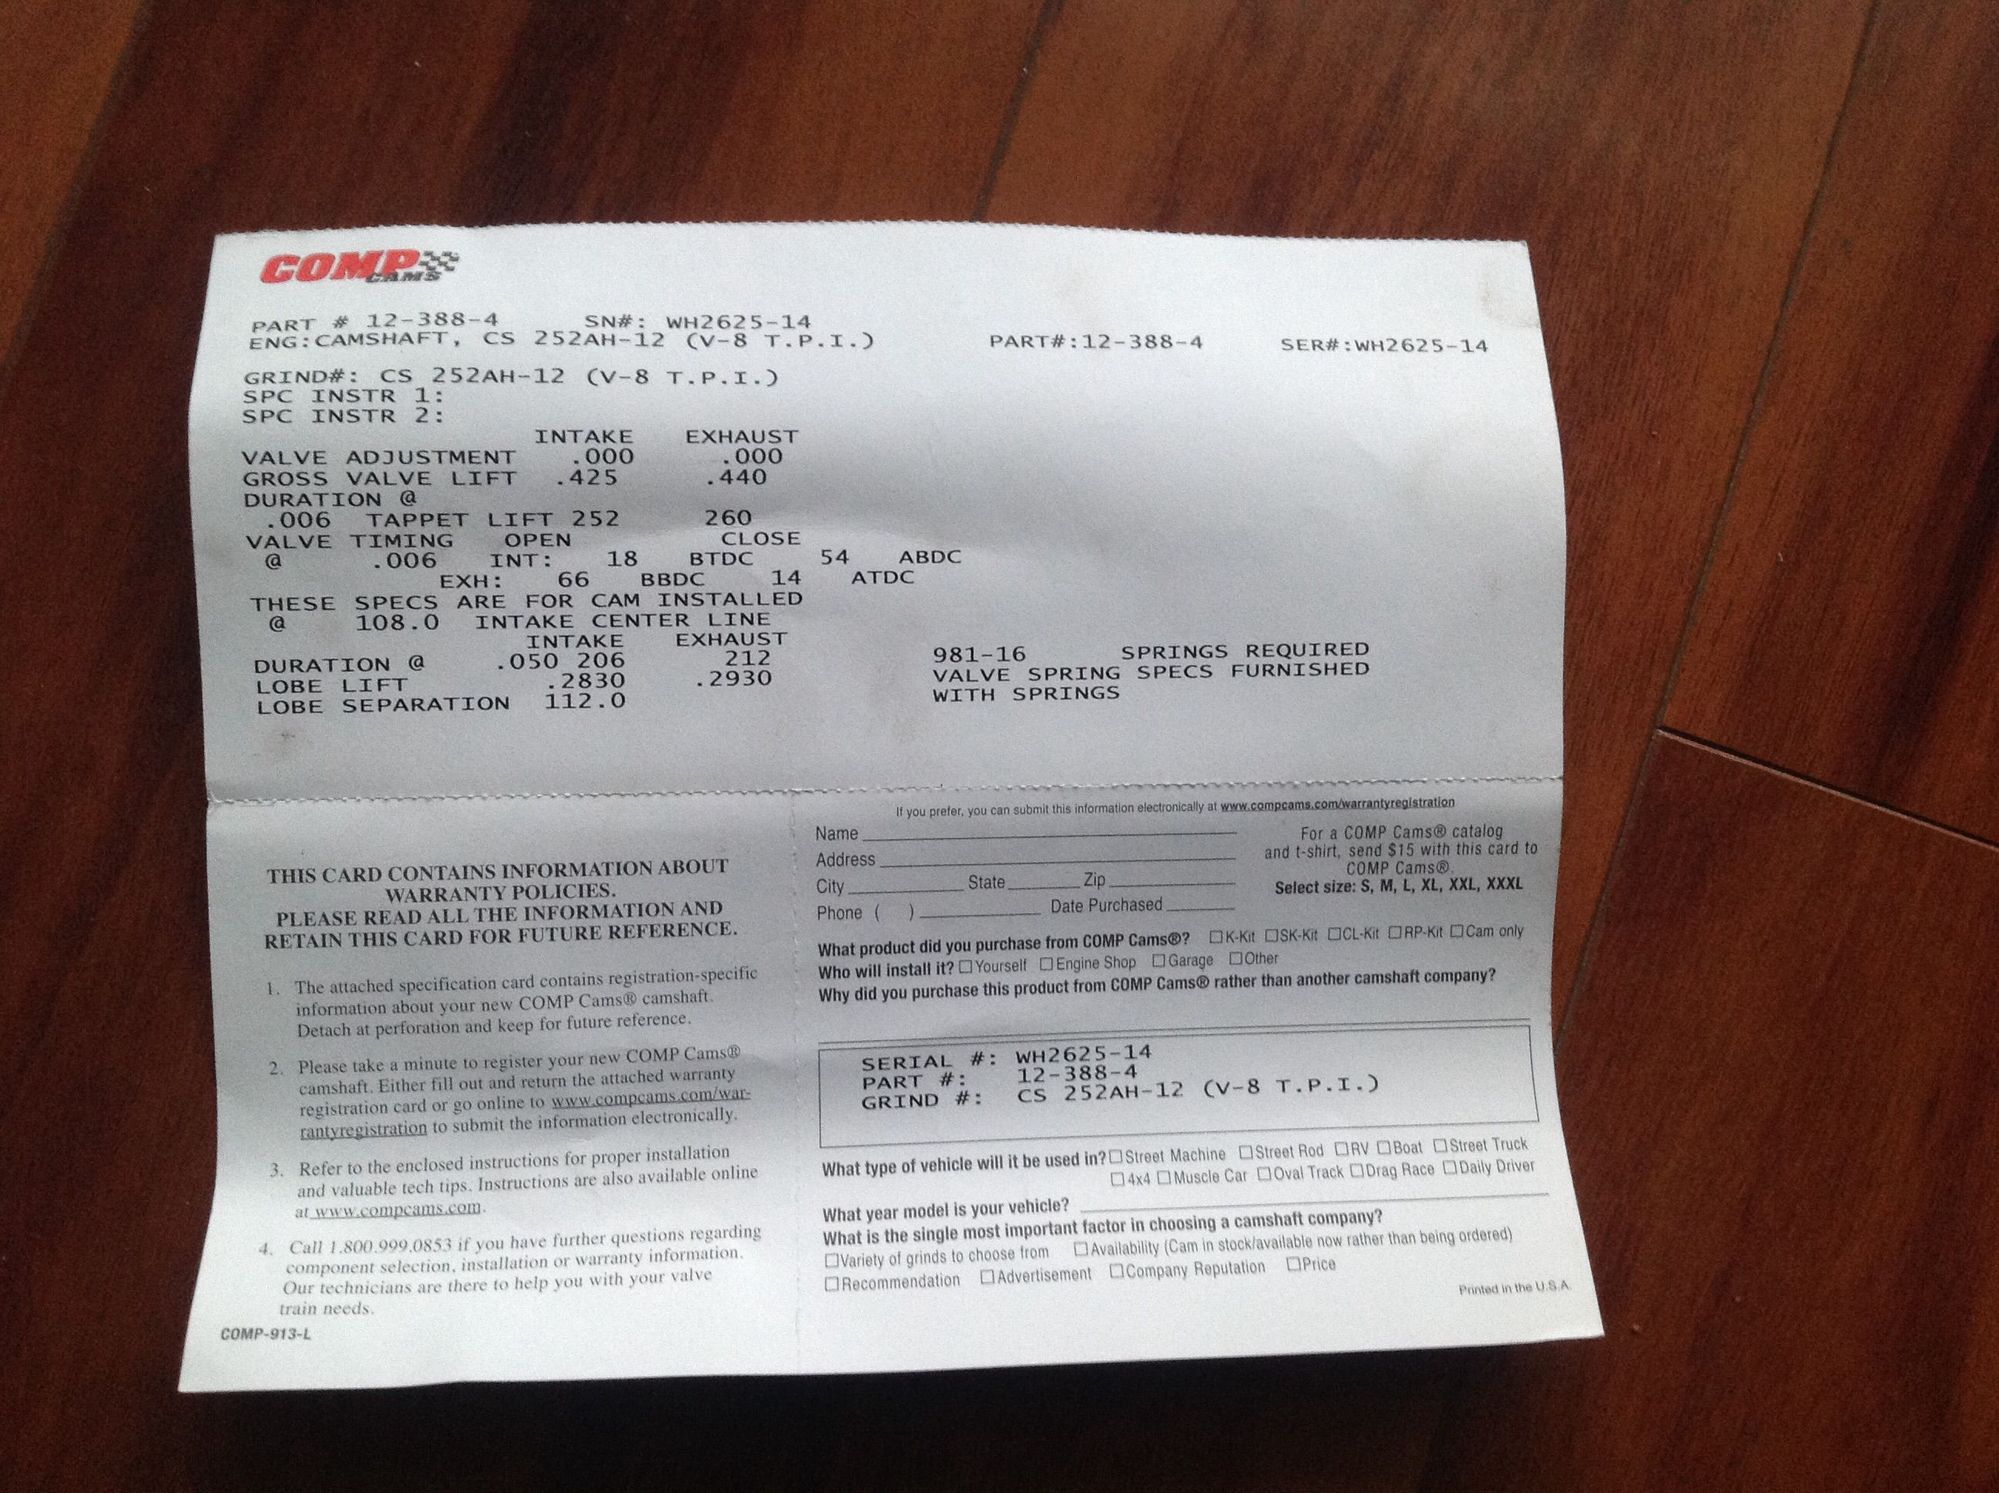 COMP CAMS
PART # 12-388-4 SN#: WH2625-14
ENG:CAMSHAFT, CS 252AH-12 (V-8 T.P.I.) PART#:12-388-4 SER#:WH2625-14
GRIND#: CS 252AH-12 (V-8 T.P.I.)
SPC INSTR 1:
SPC INSTR 2:
INTAKE EXHAUST
VALVE ADJUSTMENT .000 .000
GROSS VALVE LIFT .425 .440
DURATION @
.006 TAPPET LIFT 252 260
VALVE TIMING OPEN CLOSE
@ .006 INT: 18 BTDC 54 ABDC
EXH: 66 BBDC 14 ATDC
THESE SPECS ARE FOR CAM INSTALLED
@ 108.0 INTAKE CENTER LINE
INTAKE EXHAUST
DURATION @ .050 206 212
LOBE LIFT .2830 .2930
LOBE SEPARATION 112.0
981-16 SPRINGS REQUIRED
VALVE SPRING SPECS FURNISHED
WITH SPRINGS
THIS CARD CONTAINS INFORMATION ABOUT
WARRANTY POLICIES.
PLEASE READ ALL THE INFORMATION AND
RETAIN THIS CARD FOR FUTURE REFERENCE.
1. The attached specification card contains registration-specific
information about your new COMP Cams® camshaft.
Detach at perforation and keep for future reference.
2. Please take a minute to register your new COMP Cams®
camshaft. Either fill out and return the attached warranty
registration card or go online to www.compcams.com/war-
rantyregistration to submit the information electronically.
3. Refer to the enclosed instructions for proper installation
and valuable tech tips. Instructions are also available online
at www.compcams.com.
4. Call 1.800.999.0853 if you have further questions regarding
component selection, installation or warranty information.
Our technicians are there to help you with your valve
train needs.
COMP-913-L
If you prefer, you can submit this information electronically at www.compcams.com/warrantyregistration
Name
Address
City State Zip
Phone ( ) Date Purchased
For a COMP Cams® catalog
and t-shirt, send $15 with this card to
COMP Cams®.
Select size: S, M, L, XL, XXL, XXXL
What product did you purchase from COMP Cams®? ☐K-Kit ☐SK-Kit ☐CL-Kit ☐RP-Kit ☐Cam only
Who will install it? ☐Yourself ☐Engine Shop ☐Garage ☐Other
Why did you purchase this product from COMP Cams® rather than another camshaft company?
SERIAL #: WH2625-14
PART #: 12-388-4
GRIND #: CS 252AH-12 (V-8 T.P.I.)
What type of vehicle will it be used in? ☐Street Machine ☐Street Rod ☐RV ☐Boat ☐Street Truck
☐4x4 ☐Muscle Car ☐Oval Track ☐Drag Race ☐Daily Driver
What year model is your vehicle?
What is the single most important factor in choosing a camshaft company?
☐Variety of grinds to choose from ☐Availability (Cam in stock/available now rather than being ordered)
☐Recommendation ☐Advertisement ☐Company Reputation ☐Price
Printed in the U.S.A.